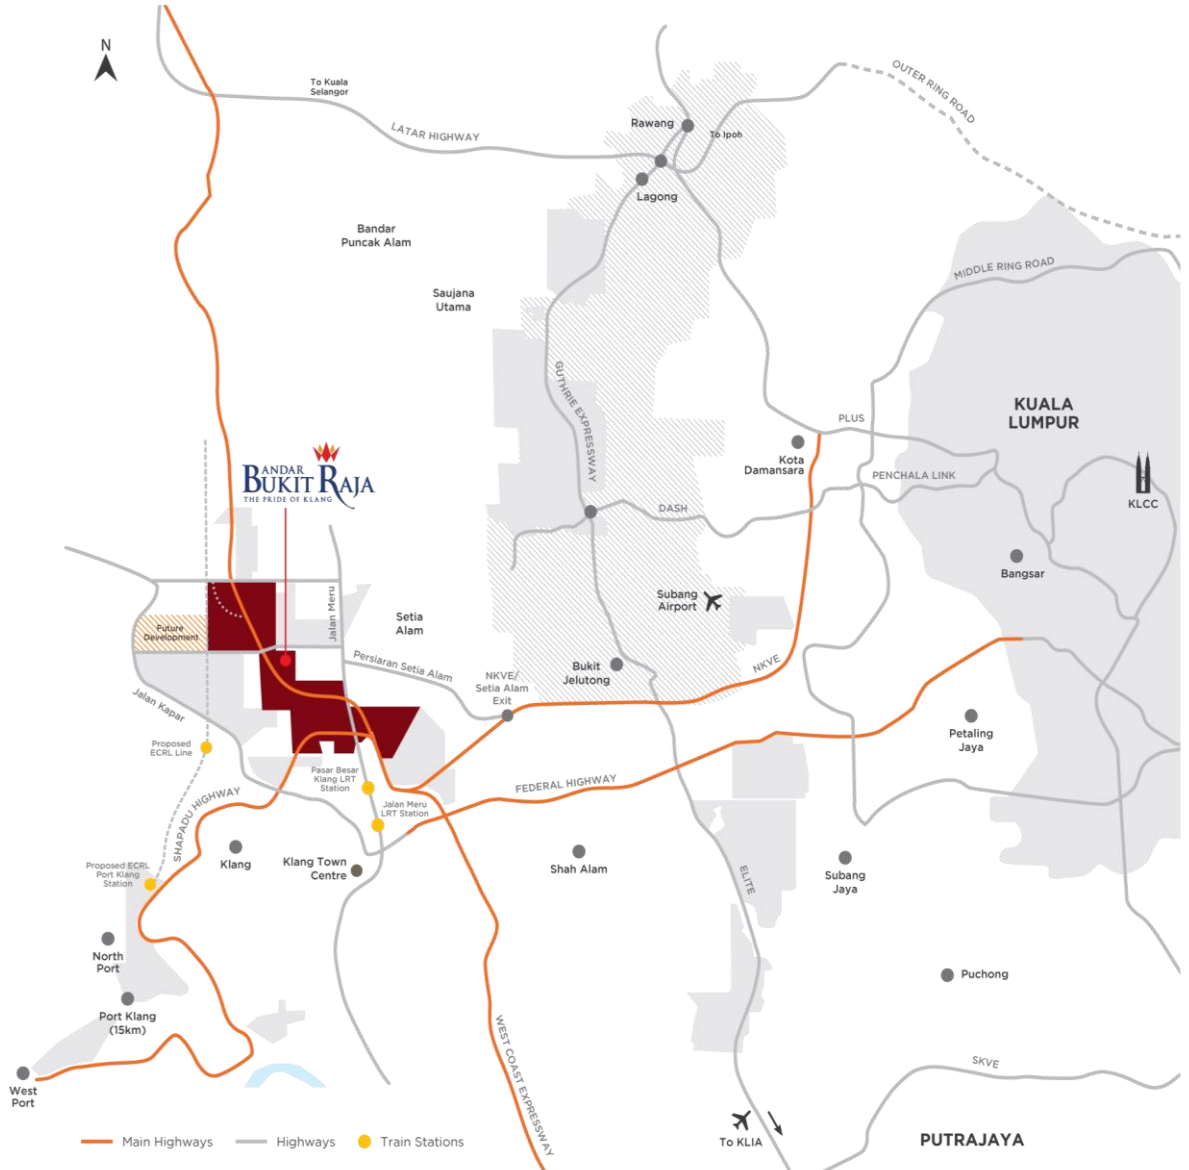 N
To Kuala
Selangor
LATAR HIGHWAY
Rawang
To Ipoh
Lagong
OUTER RING ROAD
Bandar
Puncak Alam
Saujana
Utama
MIDDLE RING ROAD
GUTHRIE EXPRESSWAY
KUALA
LUMPUR
PLUS
Kota
Damansara
PENCHALA LINK
KLCC
BANDAR
BUKIT RAJA
THE PRIDE OF KLANG
DASH
Bangsar
Subang
Airport
Jalan Meru
Setia
Alam
Future
Development
Persiaran Setia Alam
NKVE/
Setia Alam
Exit
Bukit
Jelutong
NKVE
Jalan Kapar
Petaling
Jaya
Proposed
ECRL Line
Pasar Besar
Klang LRT
Station
Jalan Meru
LRT Station
FEDERAL HIGHWAY
SHAPADU HIGHWAY
Klang
Klang Town
Centre
Shah Alam
Subang
Jaya
ELITE
Proposed ECRL
Port Klang
Station
North
Port
Puchong
Port Klang
(15km)
WEST COAST EXPRESSWAY
SKVE
West
Port
To KLIA
PUTRAJAYA
Main Highways
Highways
Train Stations